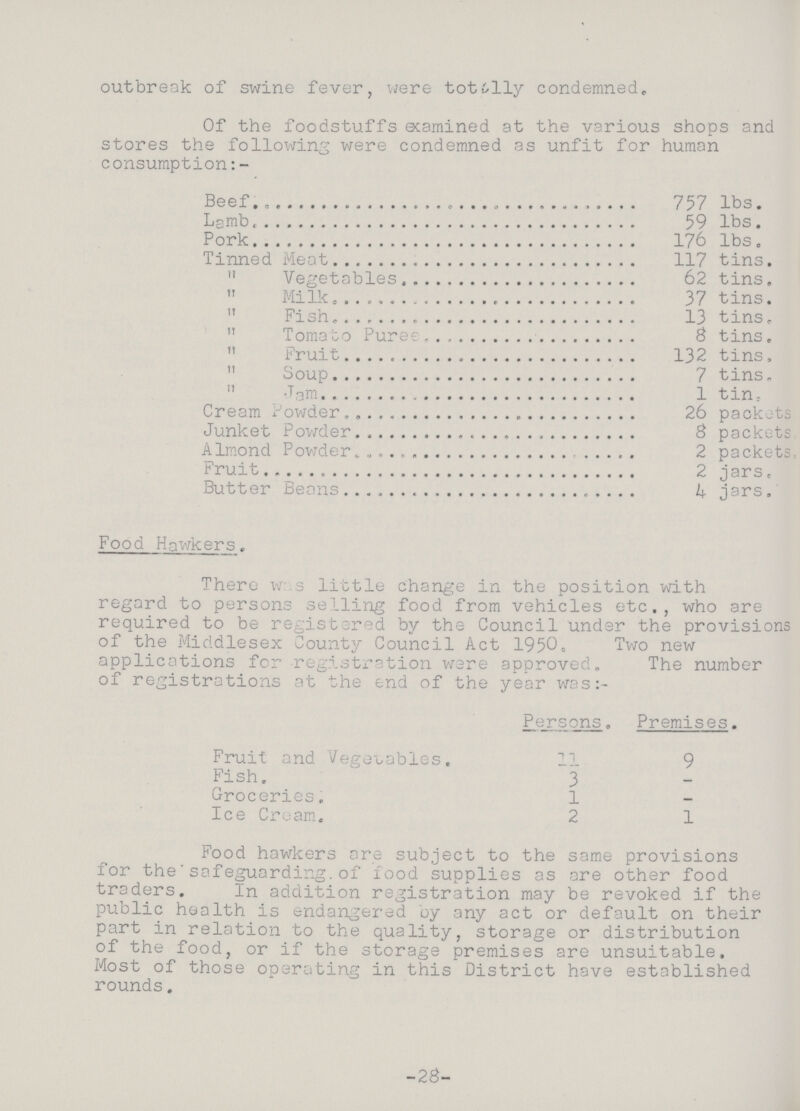 outbreak of swine fever, were totally condemned.
Of the foodstuffs examined at the various shops and
stores the following were condemned as unfit for human
consumption:-
Beef................................. 757 lbs.
Lamb................................. 59 lbs.
Pork................................. 176 lbs.
Tinned Meat.......................... 117 tins.
" Vegetables.................... 62 tins.
" Milk.......................... 37 tins.
" Fish.......................... 13 tins.
" Tomato Puree.................. 8 tins.
" Fruit......................... 132 tins.
" Soup.......................... 7 tins.
" Jam........................... 1 tin.
Cream Powder......................... 26 packets
Junket Powder........................ 8 packets.
Almond Powder........................ 2 packets.
Fruit................................ 2 jars.
Butter Beans......................... 4 jars.
Food Hawkers.
There was little change in the position with
regard to persons selling food from vehicles etc., who are
required to be registered by the Council under the provisions
of the Middlesex County Council Act 1950. Two new
applications for registration were approved. The number
of registrations at the end of the year was:-
Persons. Premises.
Fruit and Vegetables. 11 9
Fish. 3 -
Groceries. 1 -
Ice Cream. 2 1
Food hawkers are subject to the same provisions
for the safeguarding of food supplies as are other food
traders. In addition registration may be revoked if the
public health is endangered by any act or default on their
part in relation to the quality, storage or distribution
of the food, or if the storage premises are unsuitable.
Most of those operating in this District have established
rounds.
-28-